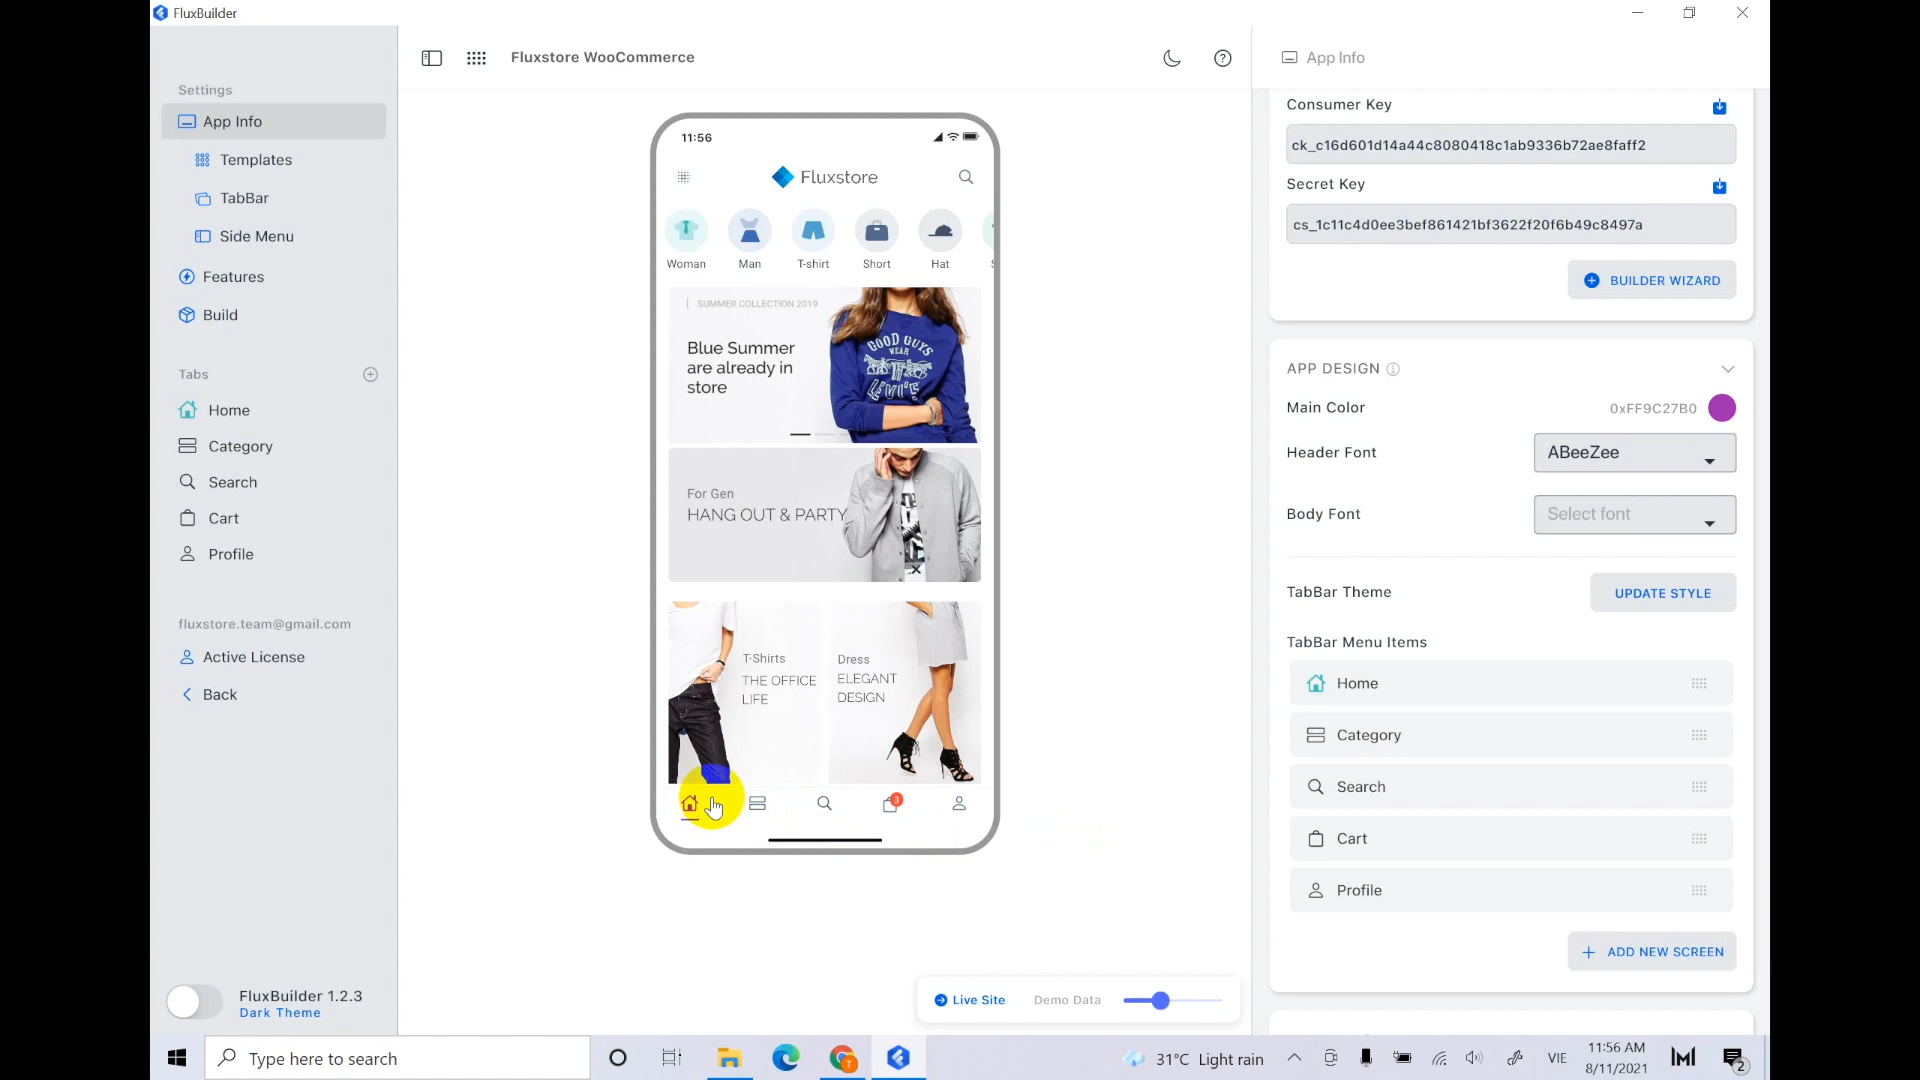 FluxBuilder
Settings
App Info
Templates
TabBar
Side Menu
Features
Build
Tabs
Home
Category
Search
Cart
Profile
fluxstore.team@gmail.com
Active License
Back
FluxBuilder 1.2.3
Dark Theme
Fluxstore WooCommerce
11:56
Fluxstore
Woman
Man
T-shirt
Short
Hat
SUMMER COLLECTION 2019
Blue Summer
are already in
store
GOOD GUYS
WEAR
LEVI'S
For Gen
HANG OUT & PARTY
T-Shirts
THE OFFICE
LIFE
Dress
ELEGANT
DESIGN
3
Live Site
Demo Data
App Info
Consumer Key
ck_c16d601d14a44c8080418c1ab9336b72ae8faff2
Secret Key
cs_1c11c4d0ee3bef861421bf3622f20f6b49c8497a
BUILDER WIZARD
APP DESIGN
Main Color
0xFF9C27B0
Header Font
ABeeZee
Body Font
Select font
TabBar Theme
UPDATE STYLE
TabBar Menu Items
Home
Category
Search
Cart
Profile
ADD NEW SCREEN
Type here to search
T
31°C Light rain
VIE
11:56 AM
8/11/2021
2